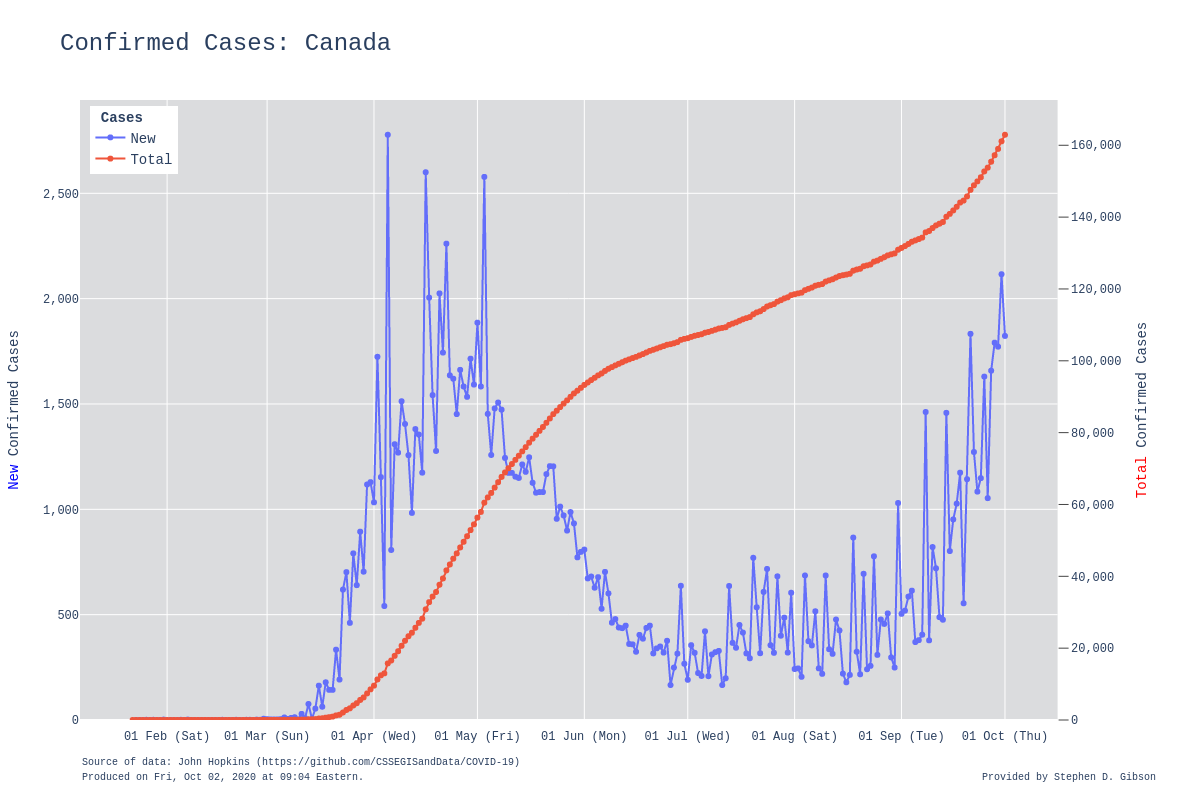 Confirmed Cases: Canada
Cases
New
Total
2,500
2,000
1,500
1,000
500
0
New Confirmed Cases
160,000
140,000
120,000
100,000
80,000
60,000
40,000
20,000
0
Total Confirmed Cases
01 Feb (Sat) 01 Mar (Sun) 01 Apr (Wed) 01 May (Fri) 01 Jun (Mon) 01 Jul (Wed) 01 Aug (Sat) 01 Sep (Tue) 01 Oct (Thu)
Source of data: John Hopkins (https://github.com/CSSEGISandData/COVID-19)
Produced on Fri, Oct 02, 2020 at 09:04 Eastern.
Provided by Stephen D. Gibson